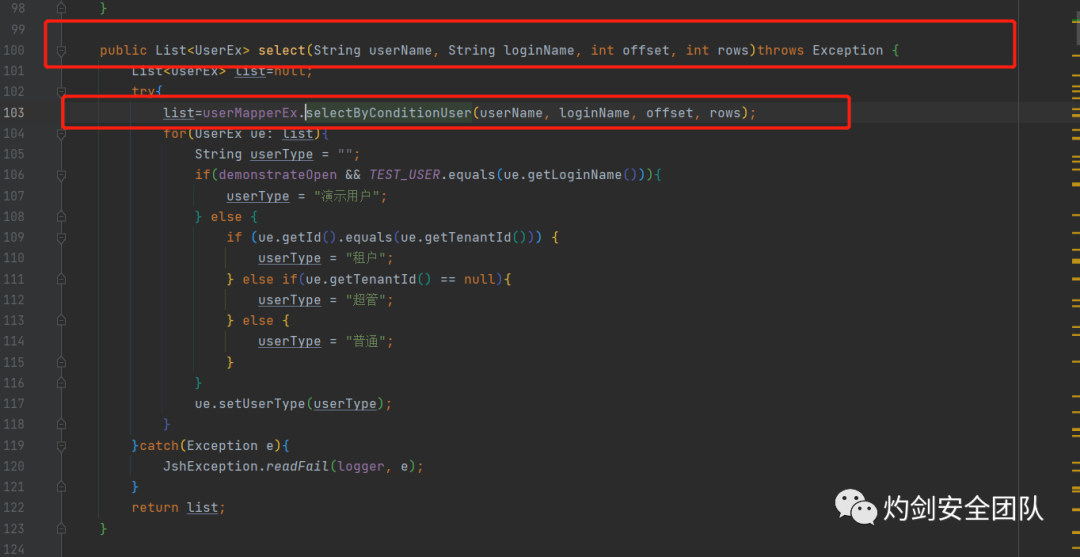 98 }
99
100 public List<UserEx> select(String userName, String loginName, int offset, int rows)throws Exception {
101 List<UserEx> list=null;
102 try{
103 list=userMapperEx.selectByConditionUser(userName, loginName, offset, rows);
104 for(UserEx ue: list){
105 String userType = "";
106 if(demonstrateOpen && TEST_USER.equals(ue.getLoginName())){
107 userType = "演示用户";
108 } else {
109 if (ue.getId().equals(ue.getTenantId())) {
110 userType = "租户";
111 } else if(ue.getTenantId() == null){
112 userType = "超管";
113 } else {
114 userType = "普通";
115 }
116 }
117 ue.setUserType(userType);
118 }
119 }catch(Exception e){
120 JshException.readFail(logger, e);
121 }
122 return list;
123 }
124
灼剑安全团队